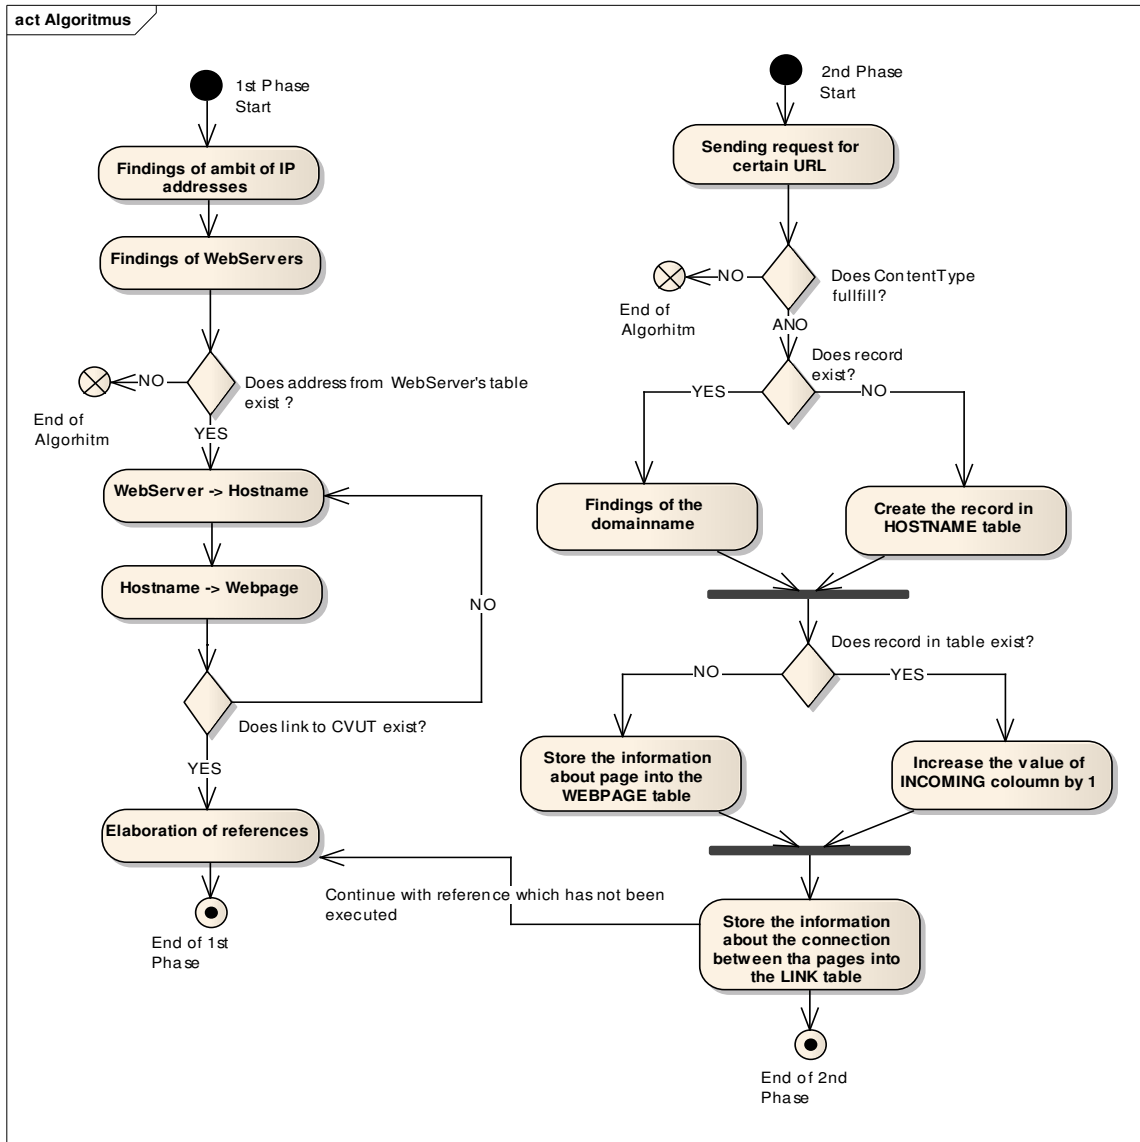 act Algoritmus
1st Phase
Start
Findings of ambit of IP
addresses
Findings of WebServers
NO
Does address from WebServer's table
exist ?
End of
Algorhitm
YES
WebServer -> Hostname
Hostname -> Webpage
NO
Does link to CVUT exist?
YES
Elaboration of references
Continue with reference which has not been
executed
End of 1st
Phase
2nd Phase
Start
Sending request for
certain URL
NO
Does ContentType
fullfill?
End of
Algorhitm
ANO
Does record
exist?
YES
NO
Findings of the
domainname
Create the record in
HOSTNAME table
Does record in table exist?
NO
YES
Store the information
about page into the
WEBPAGE table
Increase the value of
INCOMING coloumn by 1
Store the information
about the connection
between tha pages into
the LINK table
End of 2nd
Phase